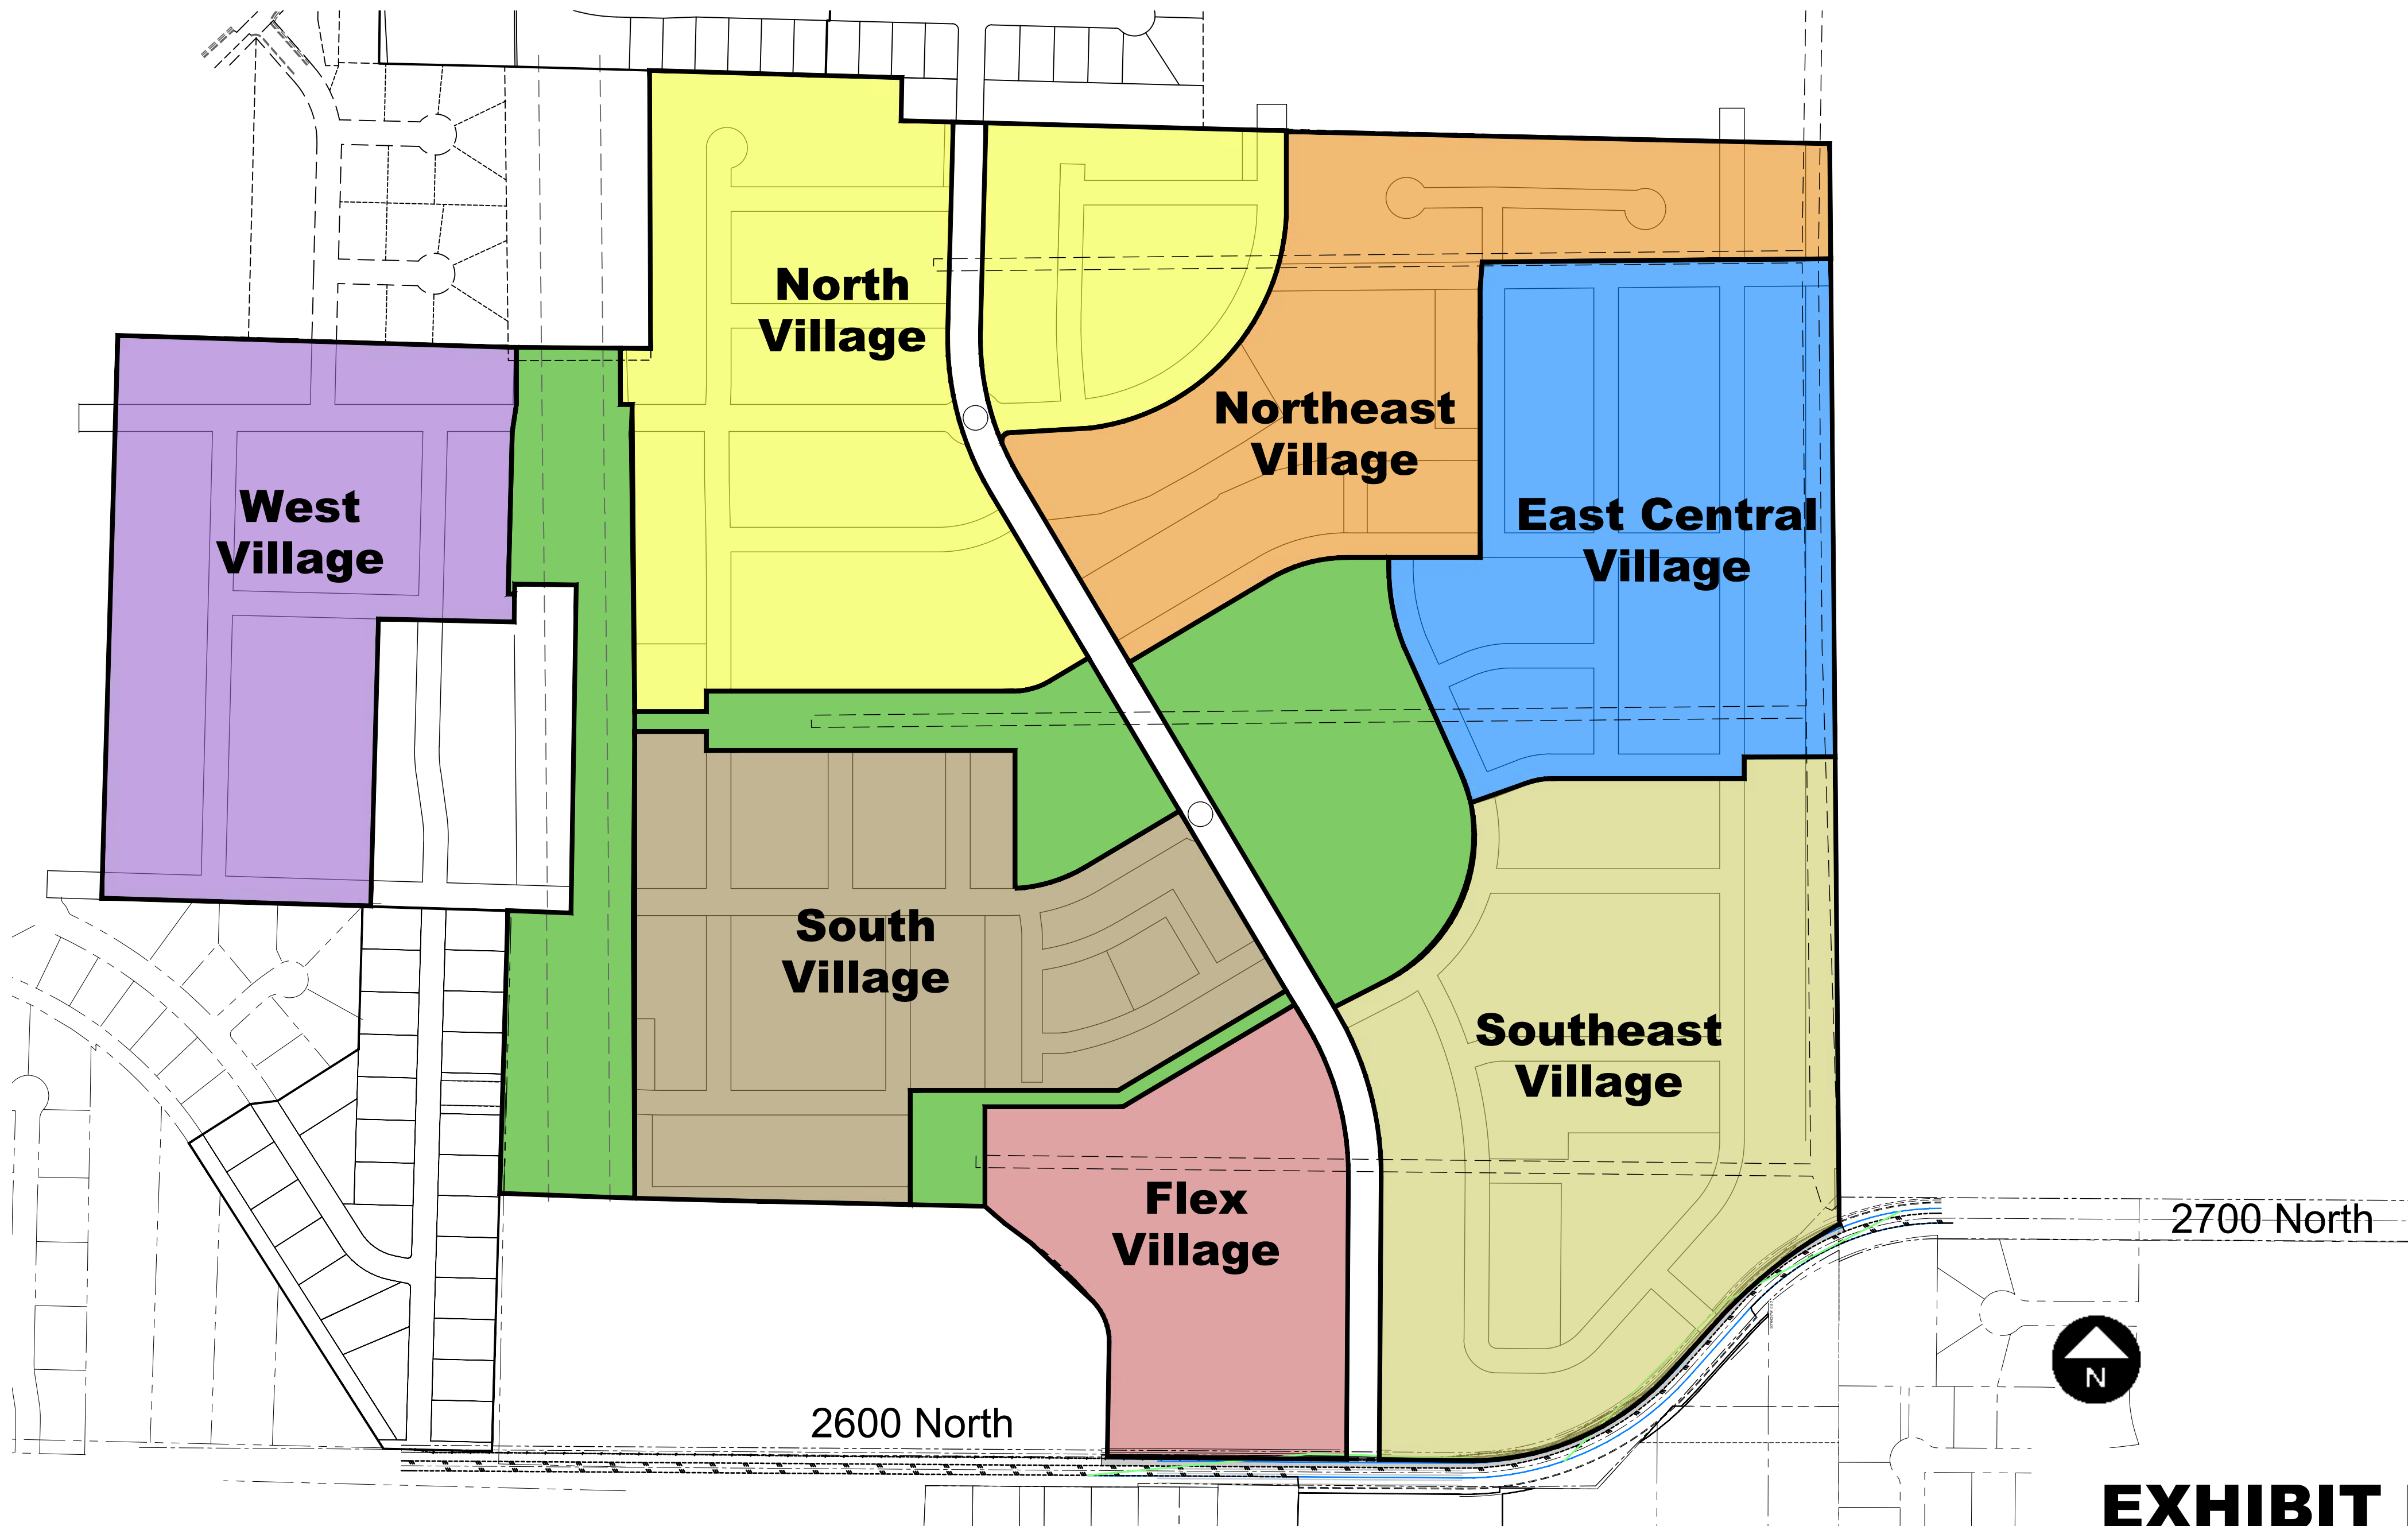 North
Village
Northeast
Village
West
Village
East Central
Village
South
Village
Southeast
Village
Flex
Village
2700 North
N
2600 North
EXHIBIT